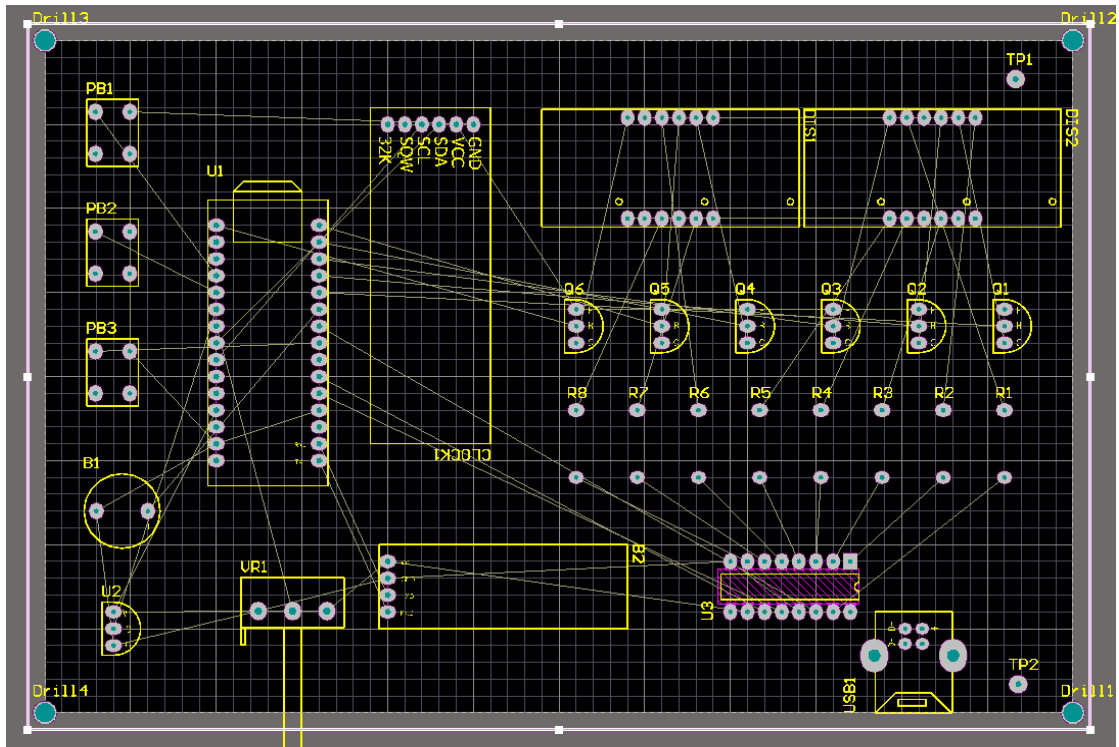 Drill3
Drill2
TP1
PB1
DIS1
DIS2
32K
SQW
SCL
SDA
VCC
GND
U1
PB2
Q6
Q5
Q4
Q3
Q2
Q1
PB3
R8
R7
R6
R5
R4
R3
R2
R1
CLOCK1
B1
B2
VR1
U2
U3
TP2
USB1
Drill4
Drill1